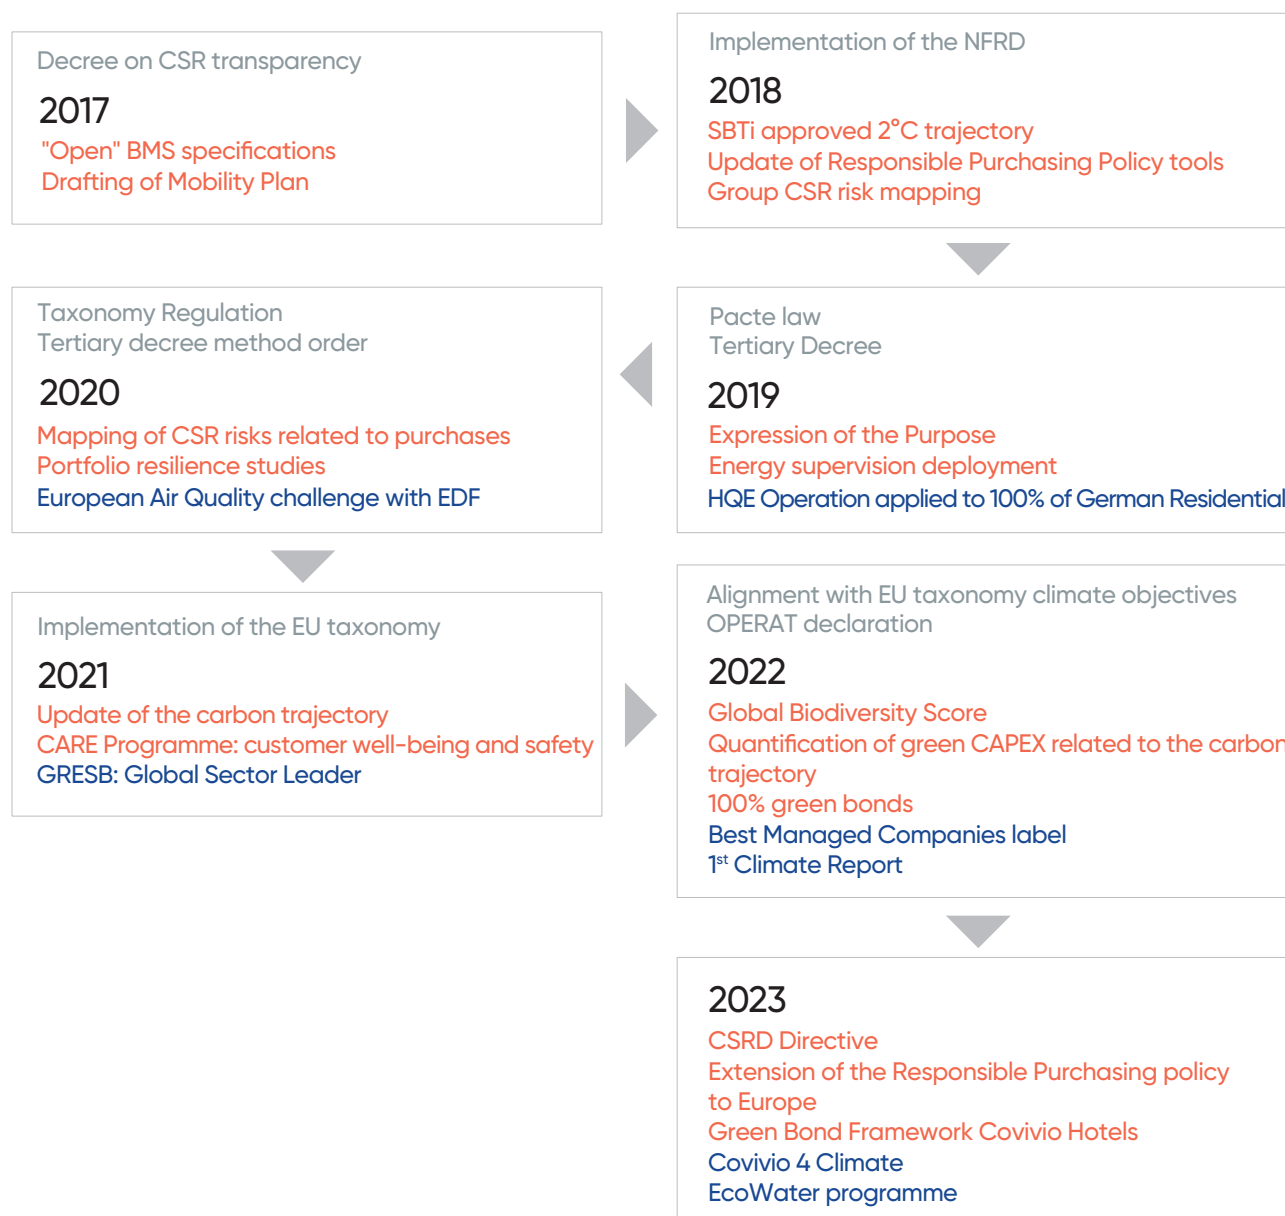 Decree on CSR transparency
2017
"Open" BMS specifications
Drafting of Mobility Plan
Implementation of the NFRD
2018
SBTi approved 2°C trajectory
Update of Responsible Purchasing Policy tools
Group CSR risk mapping
Pacte law
Tertiary Decree
2019
Expression of the Purpose
Energy supervision deployment
HQE Operation applied to 100% of German Residential
Taxonomy Regulation
Tertiary decree method order
2020
Mapping of CSR risks related to purchases
Portfolio resilience studies
European Air Quality challenge with EDF
Implementation of the EU taxonomy
2021
Update of the carbon trajectory
CARE Programme: customer well-being and safety
GRESB: Global Sector Leader
Alignment with EU taxonomy climate objectives
OPERAT declaration
2022
Global Biodiversity Score
Quantification of green CAPEX related to the carbon
trajectory
100% green bonds
Best Managed Companies label
1st Climate Report
2023
CSRD Directive
Extension of the Responsible Purchasing policy
to Europe
Green Bond Framework Covivio Hotels
Covivio 4 Climate
EcoWater programme